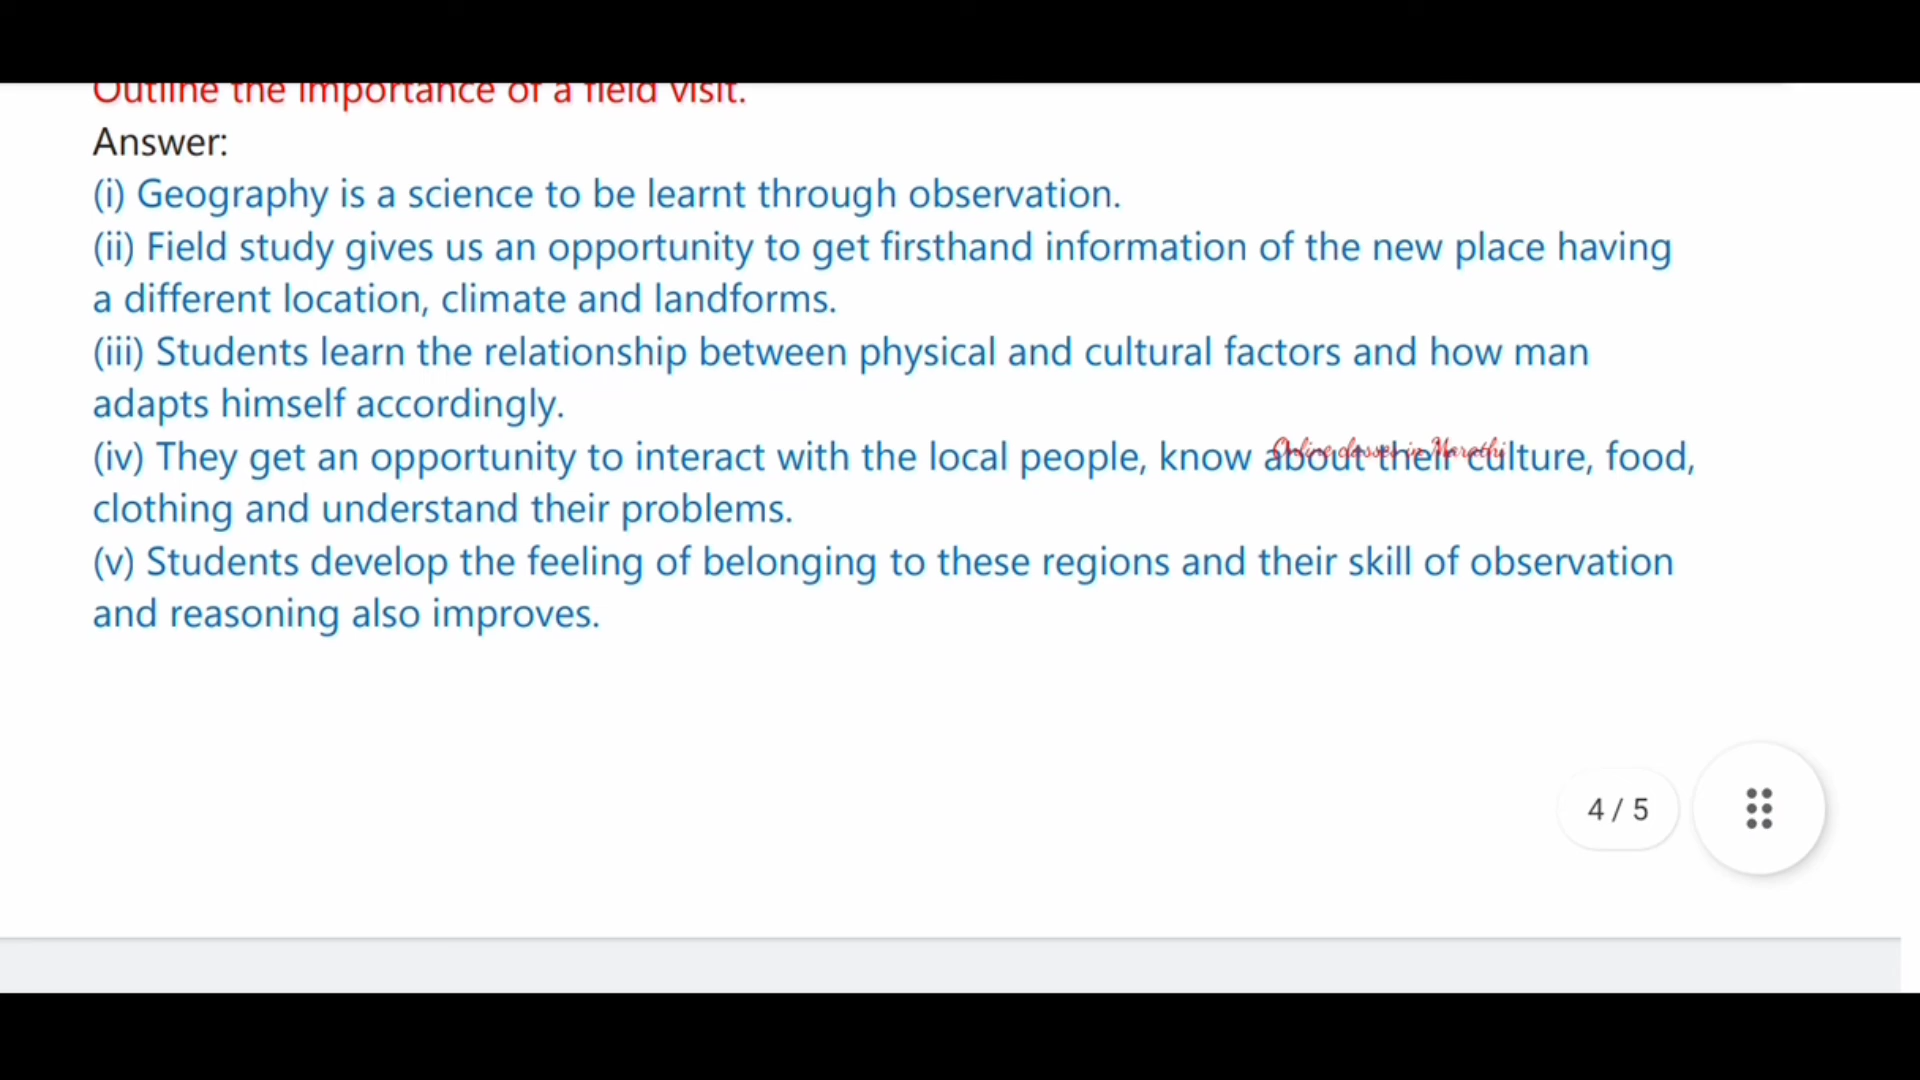 Outline the importance of a field visit.
Answer:
(i) Geography is a science to be learnt through observation.
(ii) Field study gives us an opportunity to get firsthand information of the new place having
a different location, climate and landforms.
(iii) Students learn the relationship between physical and cultural factors and how man
adapts himself accordingly.
(iv) They get an opportunity to interact with the local people, know about their culture, food,
Online classes in Marathi
clothing and understand their problems.
(v) Students develop the feeling of belonging to these regions and their skill of observation
and reasoning also improves.
4 / 5